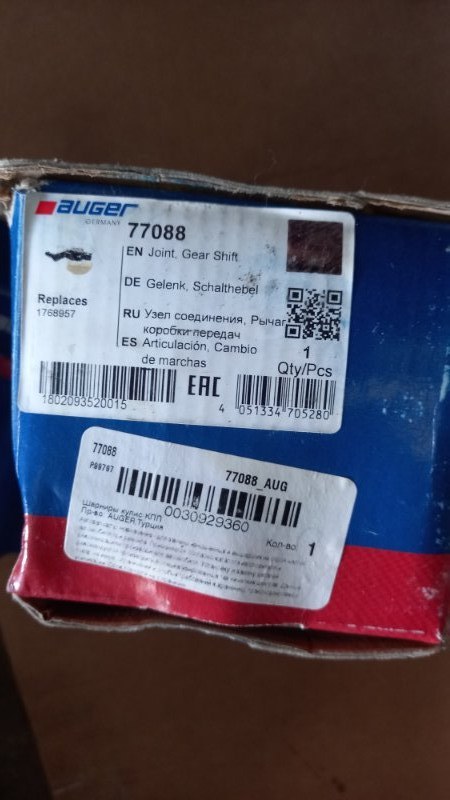 AUGER
GERMANY
77088
EN Joint, Gear Shift
DE Gelenk, Schalthebel
Replaces
1768957
RU Узел соединения, Рычаг
коробки передач
ES Articulación, Cambio
de marchas
1
Qty/Pcs
1802093520015
EAC
4 051334 705280
77088
77088_AUG
P99797
0030929360
Шарниры кулис КПП
Пр-во: AUGER Турция
Кол-во: 1